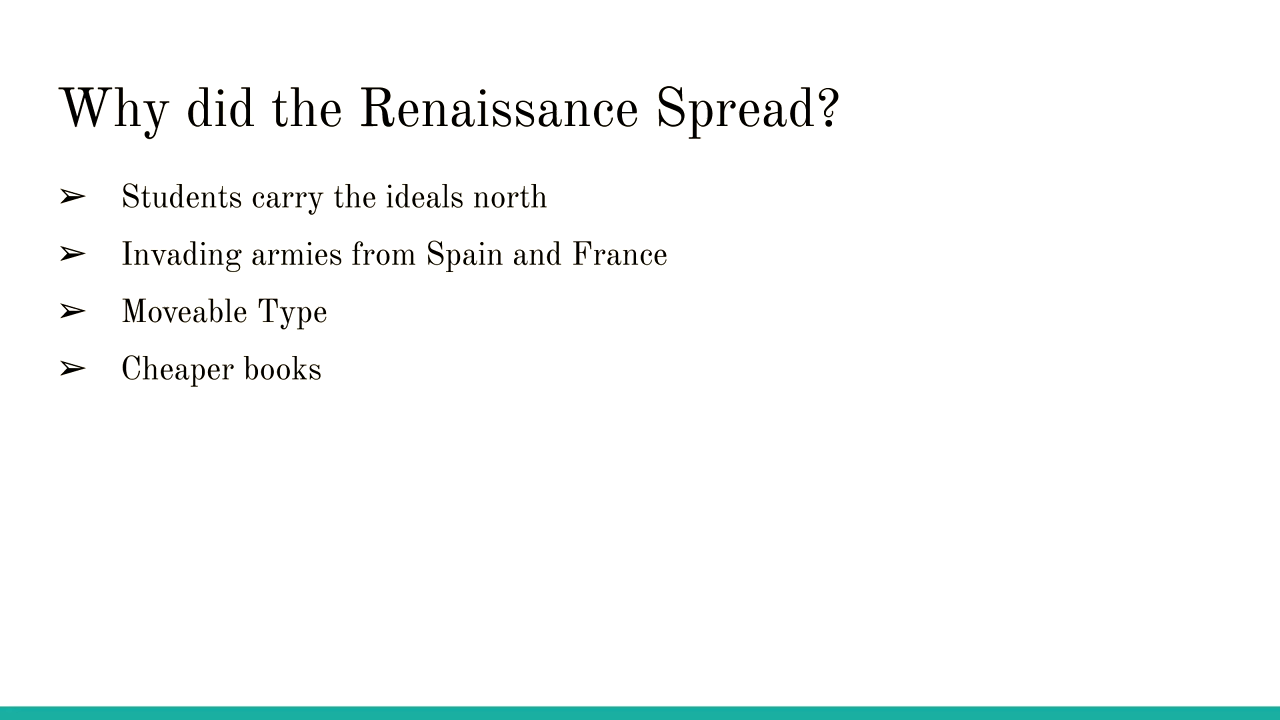 Why did the Renaissance Spread?
➢ Students carry the ideals north
➢ Invading armies from Spain and France
➢ Moveable Type
➢ Cheaper books